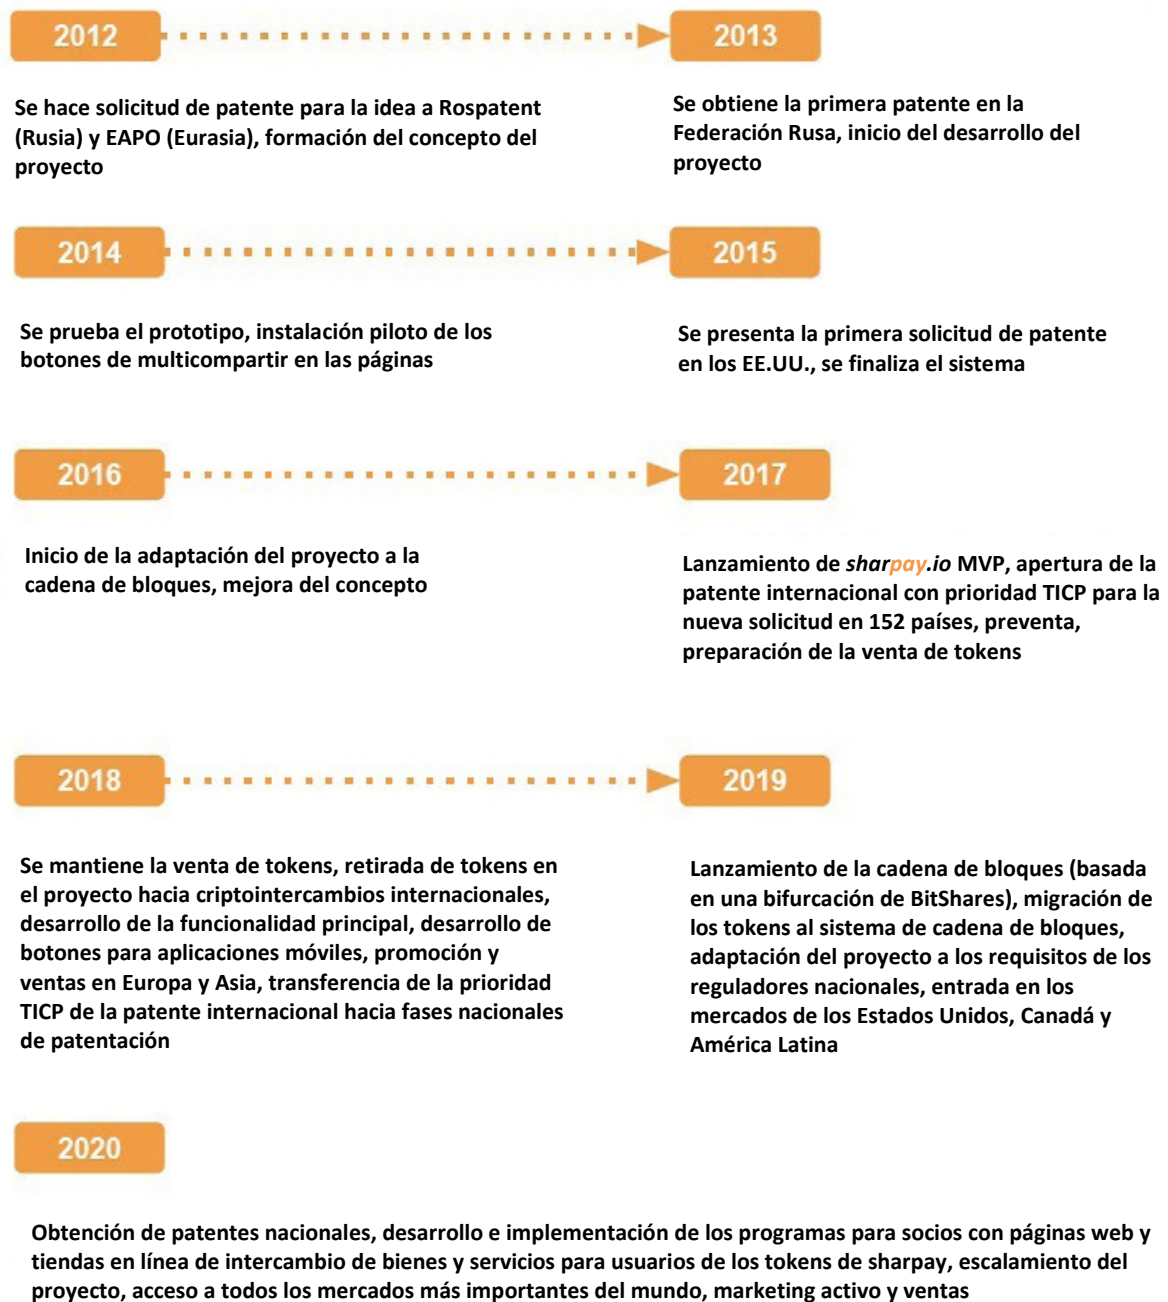 2012
2013
Se hace solicitud de patente para la idea a Rospatent
(Rusia) y EAPO (Eurasia), formación del concepto del
proyecto
Se obtiene la primera patente en la
Federación Rusa, inicio del desarrollo del
proyecto
2014
2015
Se prueba el prototipo, instalación piloto de los
botones de multicompartir en las páginas
Se presenta la primera solicitud de patente
en los EE.UU., se finaliza el sistema
2016
2017
Inicio de la adaptación del proyecto a la
cadena de bloques, mejora del concepto
Lanzamiento de sharpay.io MVP, apertura de la
patente internacional con prioridad TICP para la
nueva solicitud en 152 países, preventa,
preparación de la venta de tokens
2018
2019
Se mantiene la venta de tokens, retirada de tokens en
el proyecto hacia criptointercambios internacionales,
desarrollo de la funcionalidad principal, desarrollo de
botones para aplicaciones móviles, promoción y
ventas en Europa y Asia, transferencia de la prioridad
TICP de la patente internacional hacia fases nacionales
de patentación
Lanzamiento de la cadena de bloques (basada
en una bifurcación de BitShares), migración de
los tokens al sistema de cadena de bloques,
adaptación del proyecto a los requisitos de los
reguladores nacionales, entrada en los
mercados de los Estados Unidos, Canadá y
América Latina
2020
Obtención de patentes nacionales, desarrollo e implementación de los programas para socios con páginas web y
tiendas en línea de intercambio de bienes y servicios para usuarios de los tokens de sharpay, escalamiento del
proyecto, acceso a todos los mercados más importantes del mundo, marketing activo y ventas